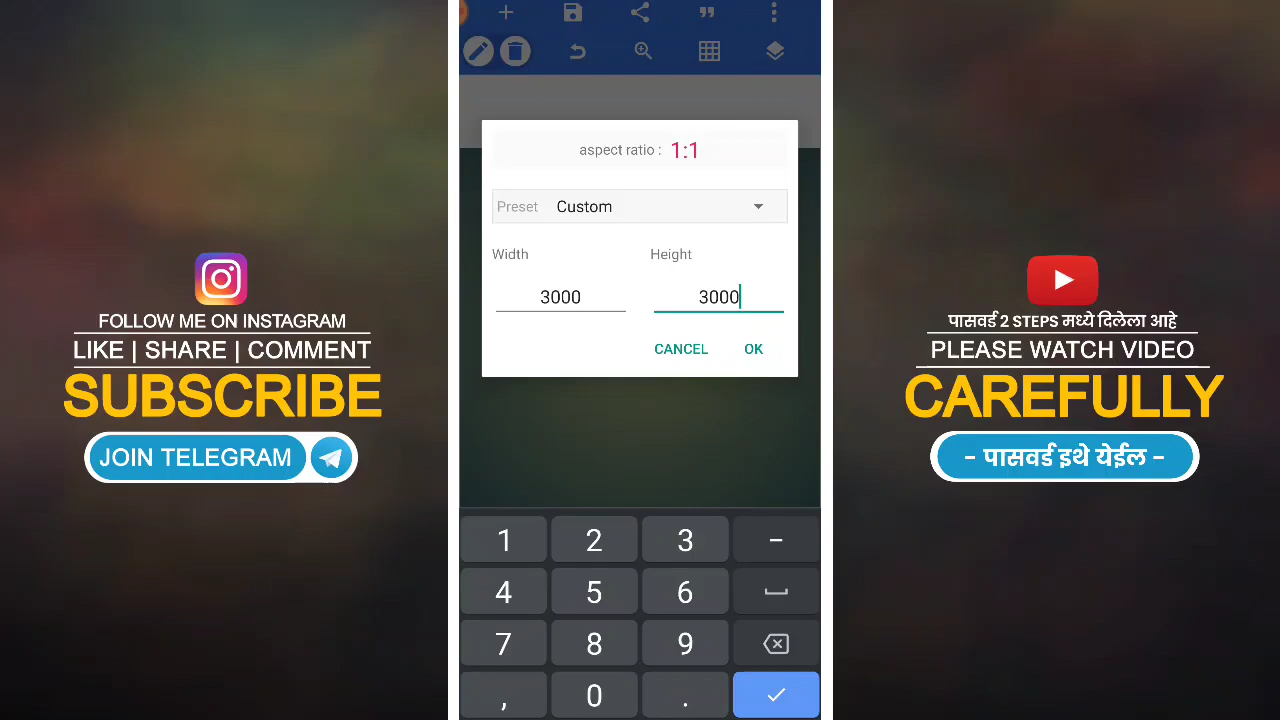 FOLLOW ME ON INSTAGRAM
LIKE | SHARE | COMMENT
SUBSCRIBE
JOIN TELEGRAM
aspect ratio : 1:1
Preset Custom
Width Height
3000 3000
CANCEL OK
1 2 3 -
4 5 6
7 8 9
, 0 .
पासवर्ड 2 STEPS मध्ये दिलेला आहे
PLEASE WATCH VIDEO
CAREFULLY
- पासवर्ड इथे येईल -